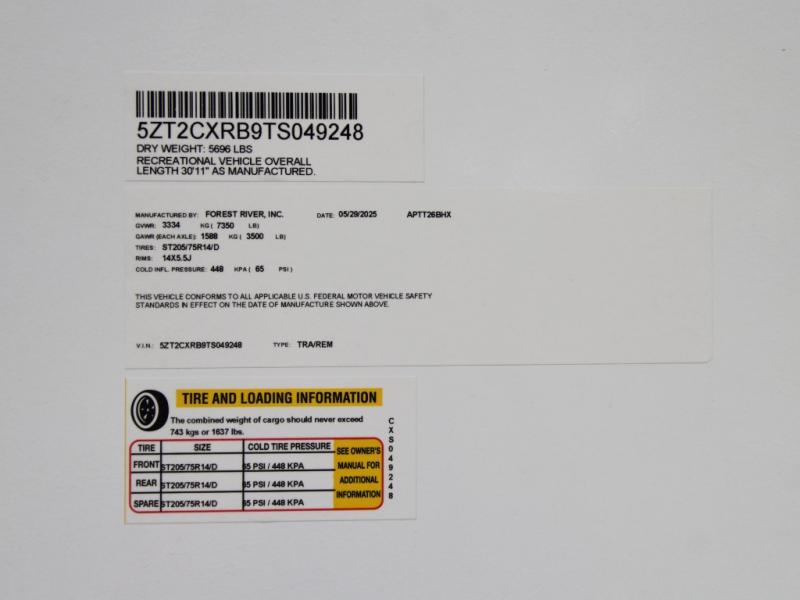 5ZT2CXRB9TS049248
DRY WEIGHT: 5696 LBS
RECREATIONAL VEHICLE OVERALL
LENGTH 30'11" AS MANUFACTURED.
MANUFACTURED BY: FOREST RIVER, INC. DATE: 05/29/2025 APTT26BHX
GVWR: 3334 KG ( 7350 LB)
GAWR (EACH AXLE): 1588 KG ( 3500 LB)
TIRES: ST205/75R14/D
RIMS: 14X5.5J
COLD INFL. PRESSURE: 448 KPA ( 65 PSI )
THIS VEHICLE CONFORMS TO ALL APPLICABLE U.S. FEDERAL MOTOR VEHICLE SAFETY
STANDARDS IN EFFECT ON THE DATE OF MANUFACTURE SHOWN ABOVE.
V.I.N.: 5ZT2CXRB9TS049248 TYPE: TRA/REM
TIRE AND LOADING INFORMATION
The combined weight of cargo should never exceed
743 kgs or 1637 lbs.
TIRE SIZE COLD TIRE PRESSURE
FRONT ST205/75R14/D 65 PSI / 448 KPA
REAR ST205/75R14/D 65 PSI / 448 KPA
SPARE ST205/75R14/D 65 PSI / 448 KPA
SEE OWNER'S
MANUAL FOR
ADDITIONAL
INFORMATION
CXS049248